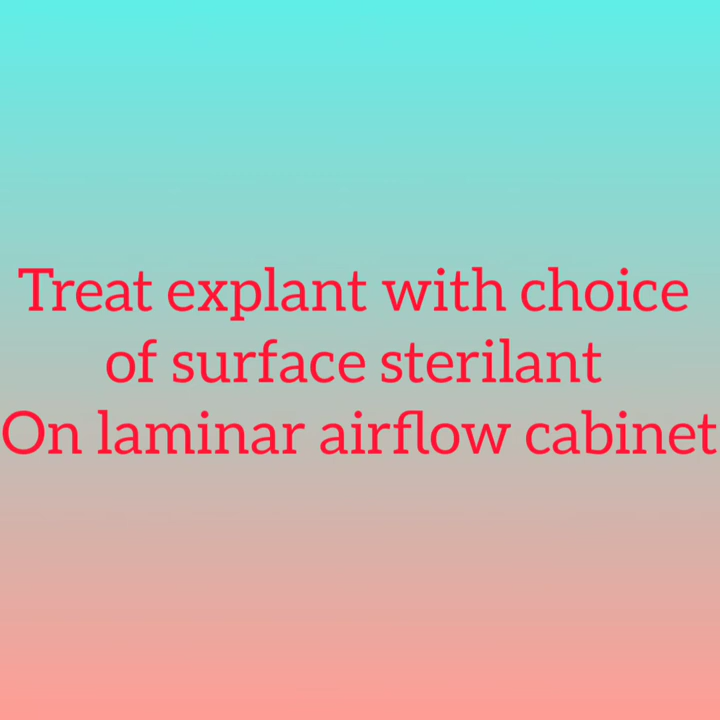 Treat explant with choice
of surface sterilant
On laminar airflow cabinet